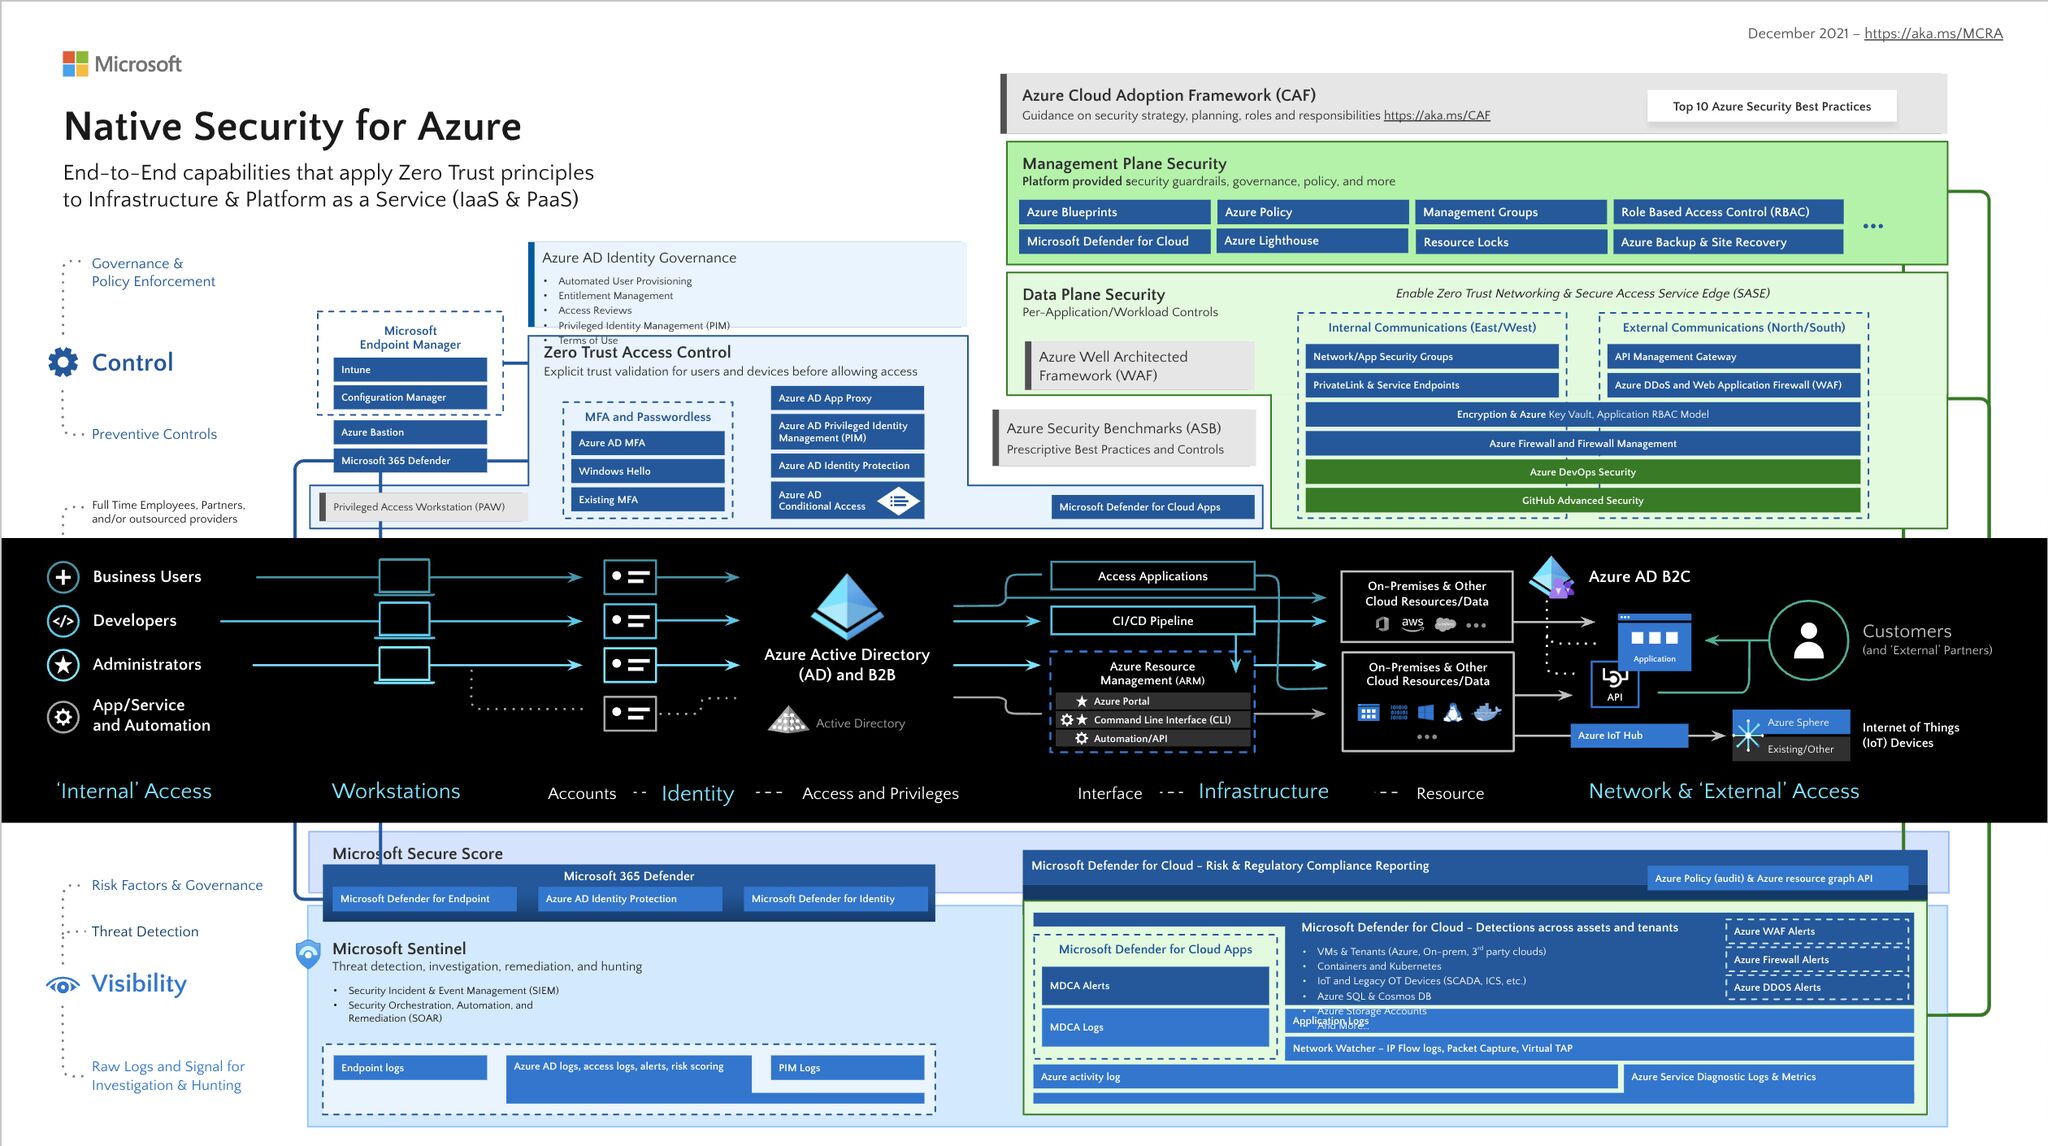 December 2021 – https://aka.ms/MCRA
Microsoft
Native Security for Azure
End-to-End capabilities that apply Zero Trust principles
to Infrastructure & Platform as a Service (IaaS & PaaS)
Azure Cloud Adoption Framework (CAF)
Guidance on security strategy, planning, roles and responsibilities https://aka.ms/CAF
Top 10 Azure Security Best Practices
Management Plane Security
Platform provided security guardrails, governance, policy, and more
Azure Blueprints
Azure Policy
Management Groups
Role Based Access Control (RBAC)
Microsoft Defender for Cloud
Azure Lighthouse
Resource Locks
Azure Backup & Site Recovery
...
Governance &
Policy Enforcement
Control
Preventive Controls
Full Time Employees, Partners,
and/or outsourced providers
Microsoft
Endpoint Manager
Intune
Configuration Manager
Azure Bastion
Microsoft 365 Defender
Privileged Access Workstation (PAW)
Azure AD Identity Governance
• Automated User Provisioning
• Entitlement Management
• Access Reviews
• Privileged Identity Management (PIM)
• Terms of Use
Zero Trust Access Control
Explicit trust validation for users and devices before allowing access
MFA and Passwordless
Azure AD MFA
Windows Hello
Existing MFA
Azure AD App Proxy
Azure AD Privileged Identity
Management (PIM)
Azure AD Identity Protection
Azure AD
Conditional Access
Microsoft Defender for Cloud Apps
Data Plane Security
Per-Application/Workload Controls
Enable Zero Trust Networking & Secure Access Service Edge (SASE)
Azure Well Architected
Framework (WAF)
Azure Security Benchmarks (ASB)
Prescriptive Best Practices and Controls
Internal Communications (East/West)
Network/App Security Groups
PrivateLink & Service Endpoints
External Communications (North/South)
API Management Gateway
Azure DDoS and Web Application Firewall (WAF)
Encryption & Azure Key Vault, Application RBAC Model
Azure Firewall and Firewall Management
Azure DevOps Security
GitHub Advanced Security
Business Users
Developers
Administrators
App/Service
and Automation
Azure Active Directory
(AD) and B2B
Active Directory
Access Applications
CI/CD Pipeline
Azure Resource
Management (ARM)
Azure Portal
Command Line Interface (CLI)
Automation/API
On-Premises & Other
Cloud Resources/Data
aws
On-Premises & Other
Cloud Resources/Data
Azure AD B2C
Application
API
Customers
(and 'External' Partners)
Azure IoT Hub
Azure Sphere
Existing/Other
Internet of Things
(IoT) Devices
'Internal' Access
Workstations
Accounts
Identity
Access and Privileges
Interface
Infrastructure
Resource
Network & 'External' Access
Risk Factors & Governance
Threat Detection
Visibility
Raw Logs and Signal for
Investigation & Hunting
Microsoft Secure Score
Microsoft 365 Defender
Microsoft Defender for Endpoint
Azure AD Identity Protection
Microsoft Defender for Identity
Microsoft Sentinel
Threat detection, investigation, remediation, and hunting
• Security Incident & Event Management (SIEM)
• Security Orchestration, Automation, and
Remediation (SOAR)
Endpoint logs
Azure AD logs, access logs, alerts, risk scoring
PIM Logs
Microsoft Defender for Cloud – Risk & Regulatory Compliance Reporting
Azure Policy (audit) & Azure resource graph API
Microsoft Defender for Cloud Apps
MDCA Alerts
MDCA Logs
Microsoft Defender for Cloud – Detections across assets and tenants
• VMs & Tenants (Azure, On-prem, 3rd party clouds)
• Containers and Kubernetes
• IoT and Legacy OT Devices (SCADA, ICS, etc.)
• Azure SQL & Cosmos DB
• Azure Storage Accounts
• And More...
Azure WAF Alerts
Azure Firewall Alerts
Azure DDOS Alerts
Application Logs
Network Watcher – IP Flow logs, Packet Capture, Virtual TAP
Azure activity log
Azure Service Diagnostic Logs & Metrics